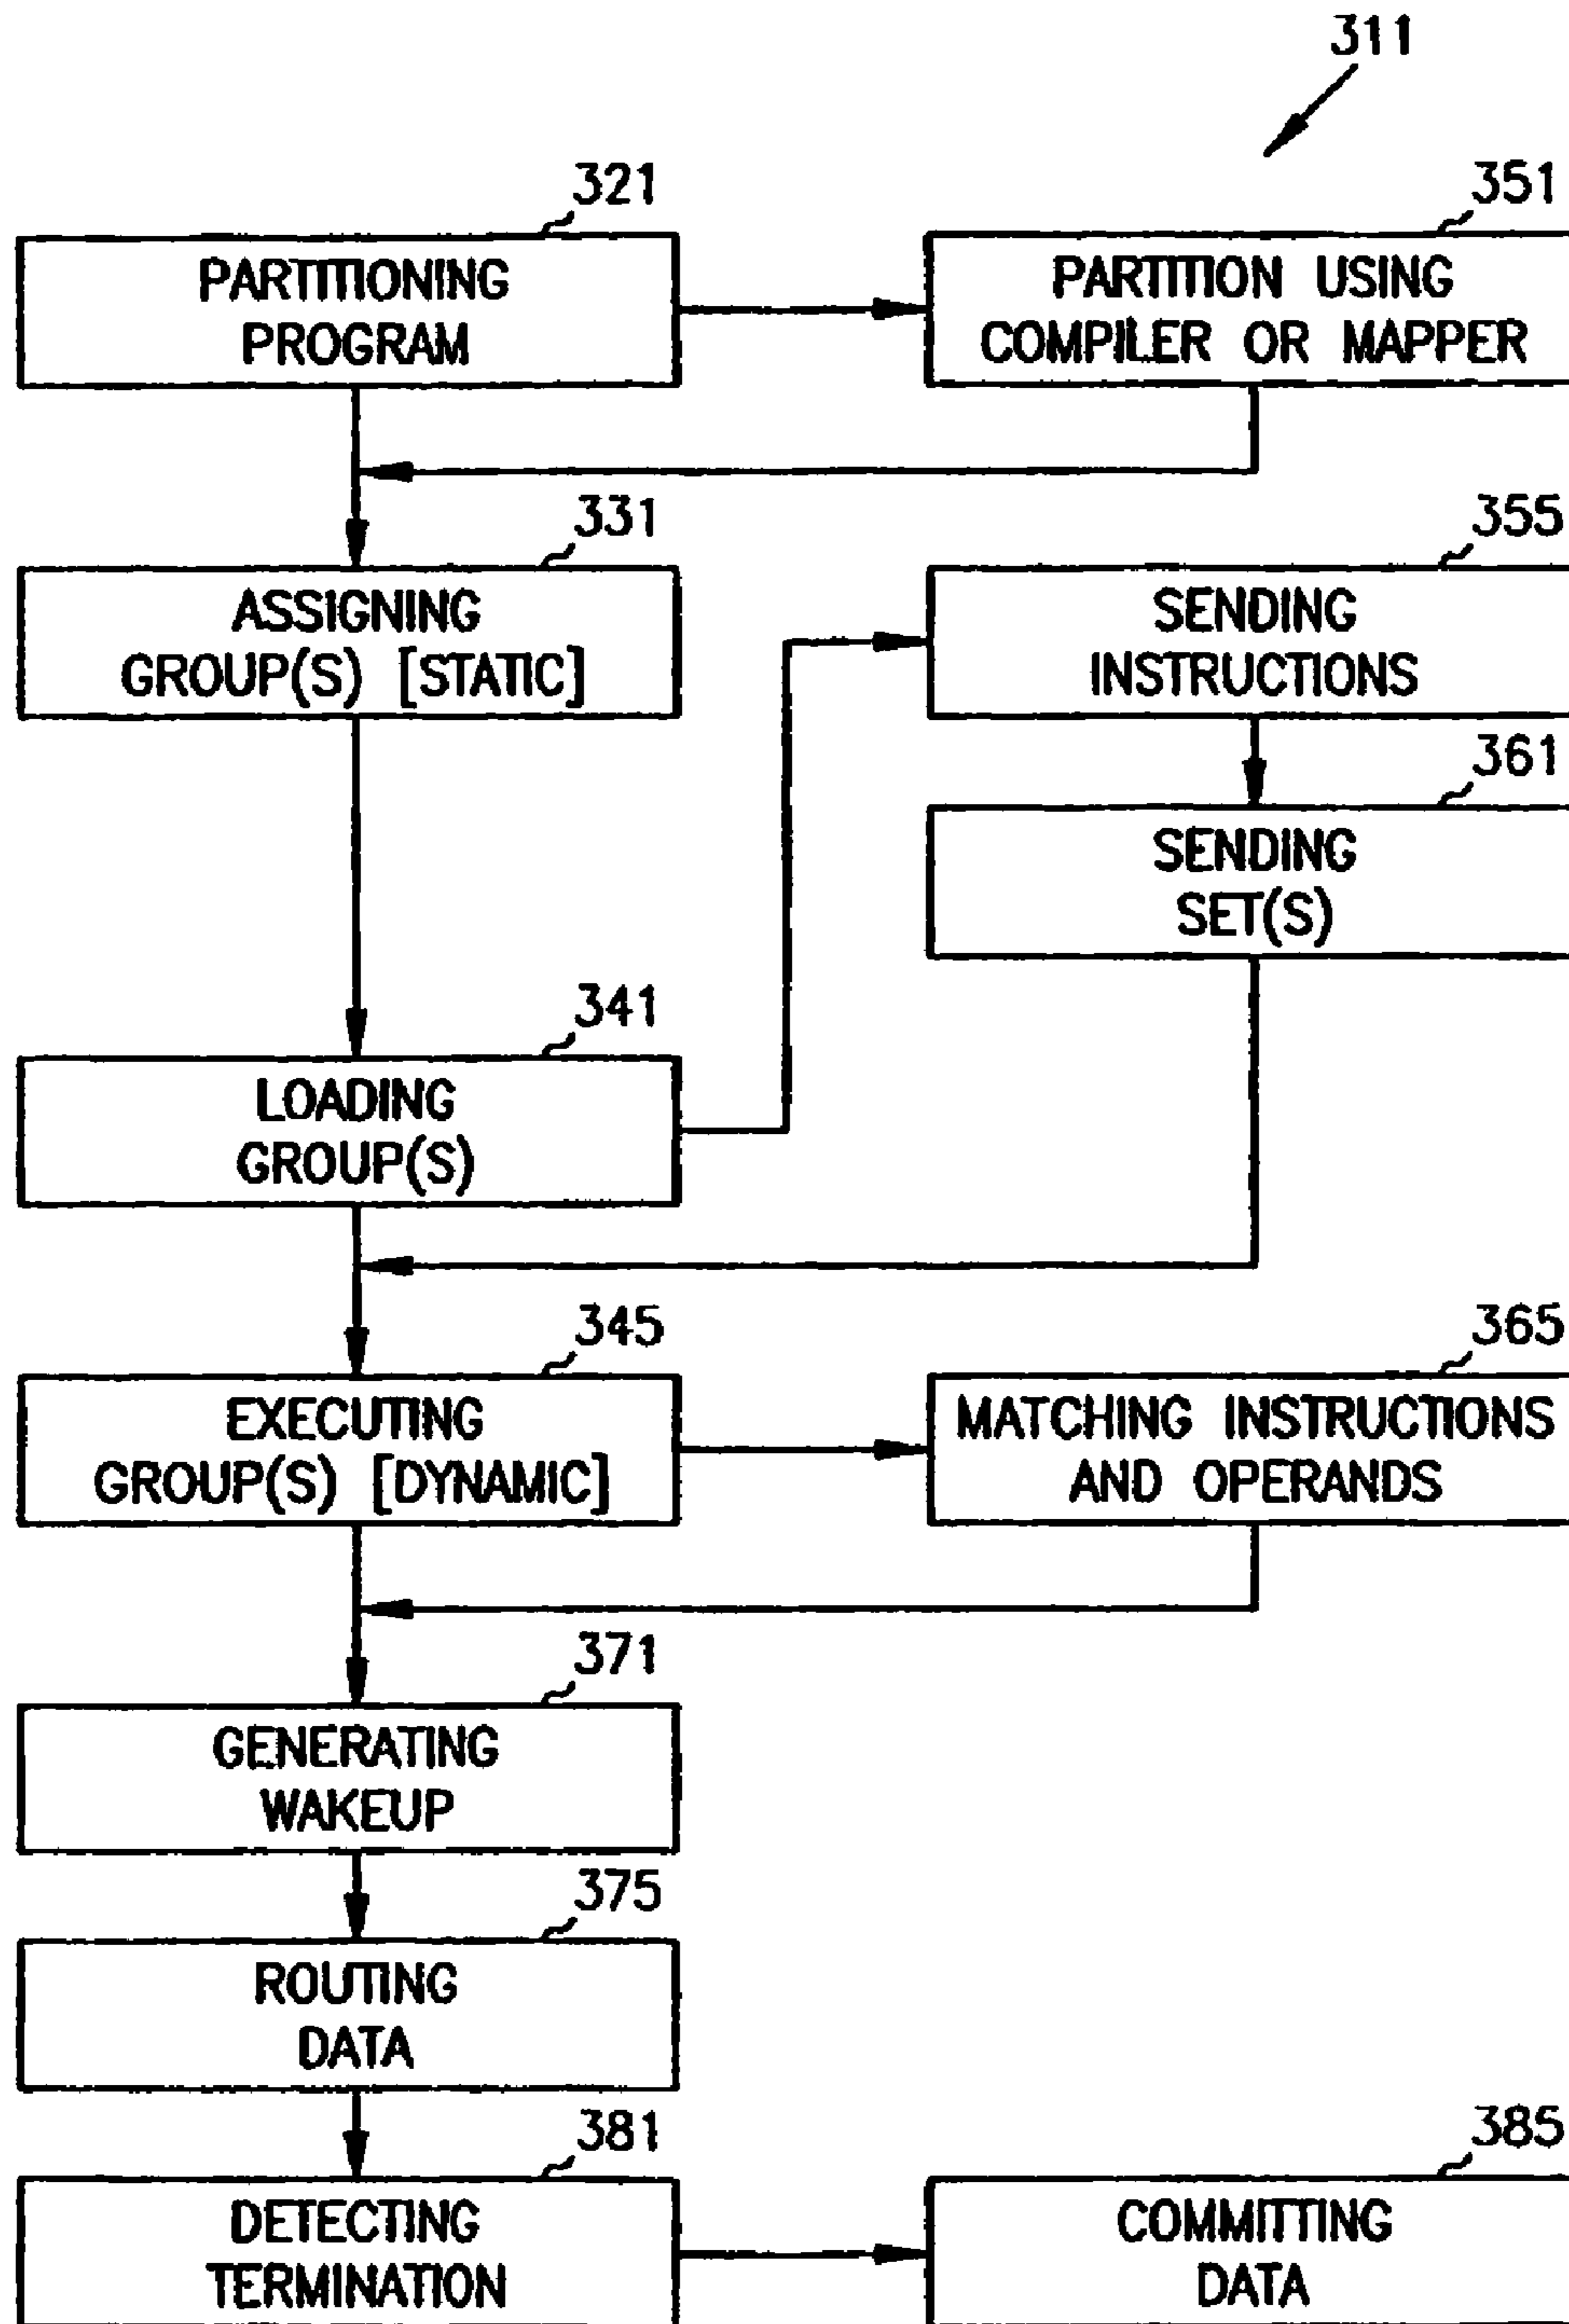 311
321
PARTITIONING
PROGRAM
351
PARTITION USING
COMPILER OR MAPPER
331
ASSIGNING
GROUP(S) [STATIC]
355
SENDING
INSTRUCTIONS
361
SENDING
SET(S)
341
LOADING
GROUP(S)
345
EXECUTING
GROUP(S) [DYNAMIC]
365
MATCHING INSTRUCTIONS
AND OPERANDS
371
GENERATING
WAKEUP
375
ROUTING
DATA
381
DETECTING
TERMINATION
385
COMMITTING
DATA